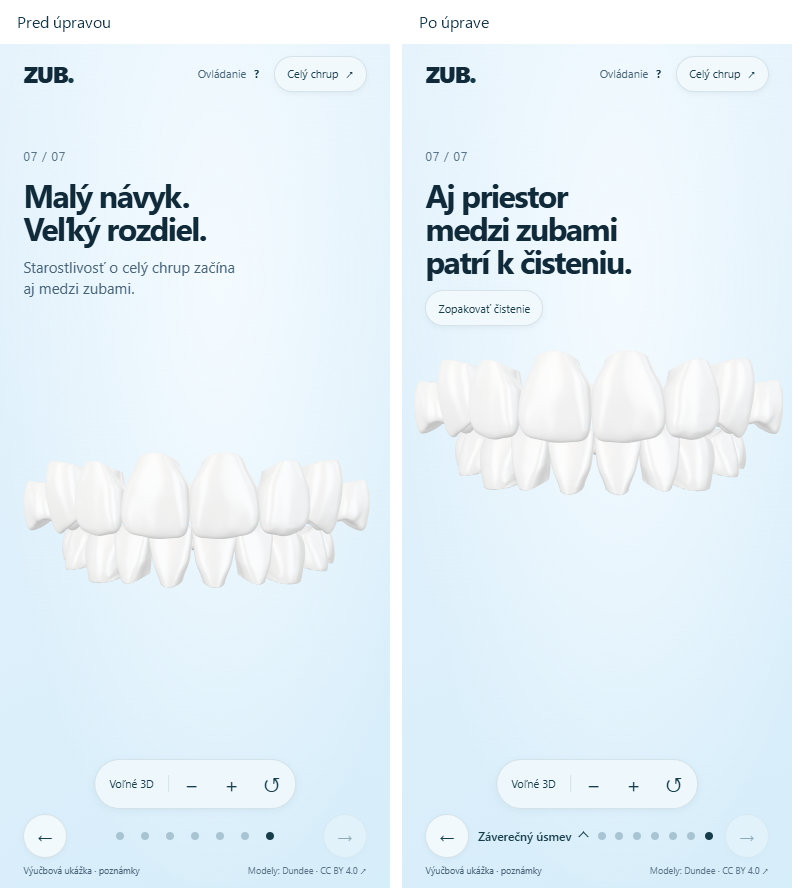 Pred úpravou
ZUB.
Ovládanie ?
Celý chrup ↗
07 / 07
Malý návyk.
Veľký rozdiel.
Starostlivosť o celý chrup začína
aj medzi zubami.
Voľné 3D − + ↺
← →
Výučbová ukážka · poznámky
Modely: Dundee · CC BY 4.0 ↗
Po úprave
ZUB.
Ovládanie ?
Celý chrup ↗
07 / 07
Aj priestor
medzi zubami
patrí k čisteniu.
Zopakovať čistenie
Voľné 3D − + ↺
← Záverečný úsmev →
Výučbová ukážka · poznámky
Modely: Dundee · CC BY 4.0 ↗